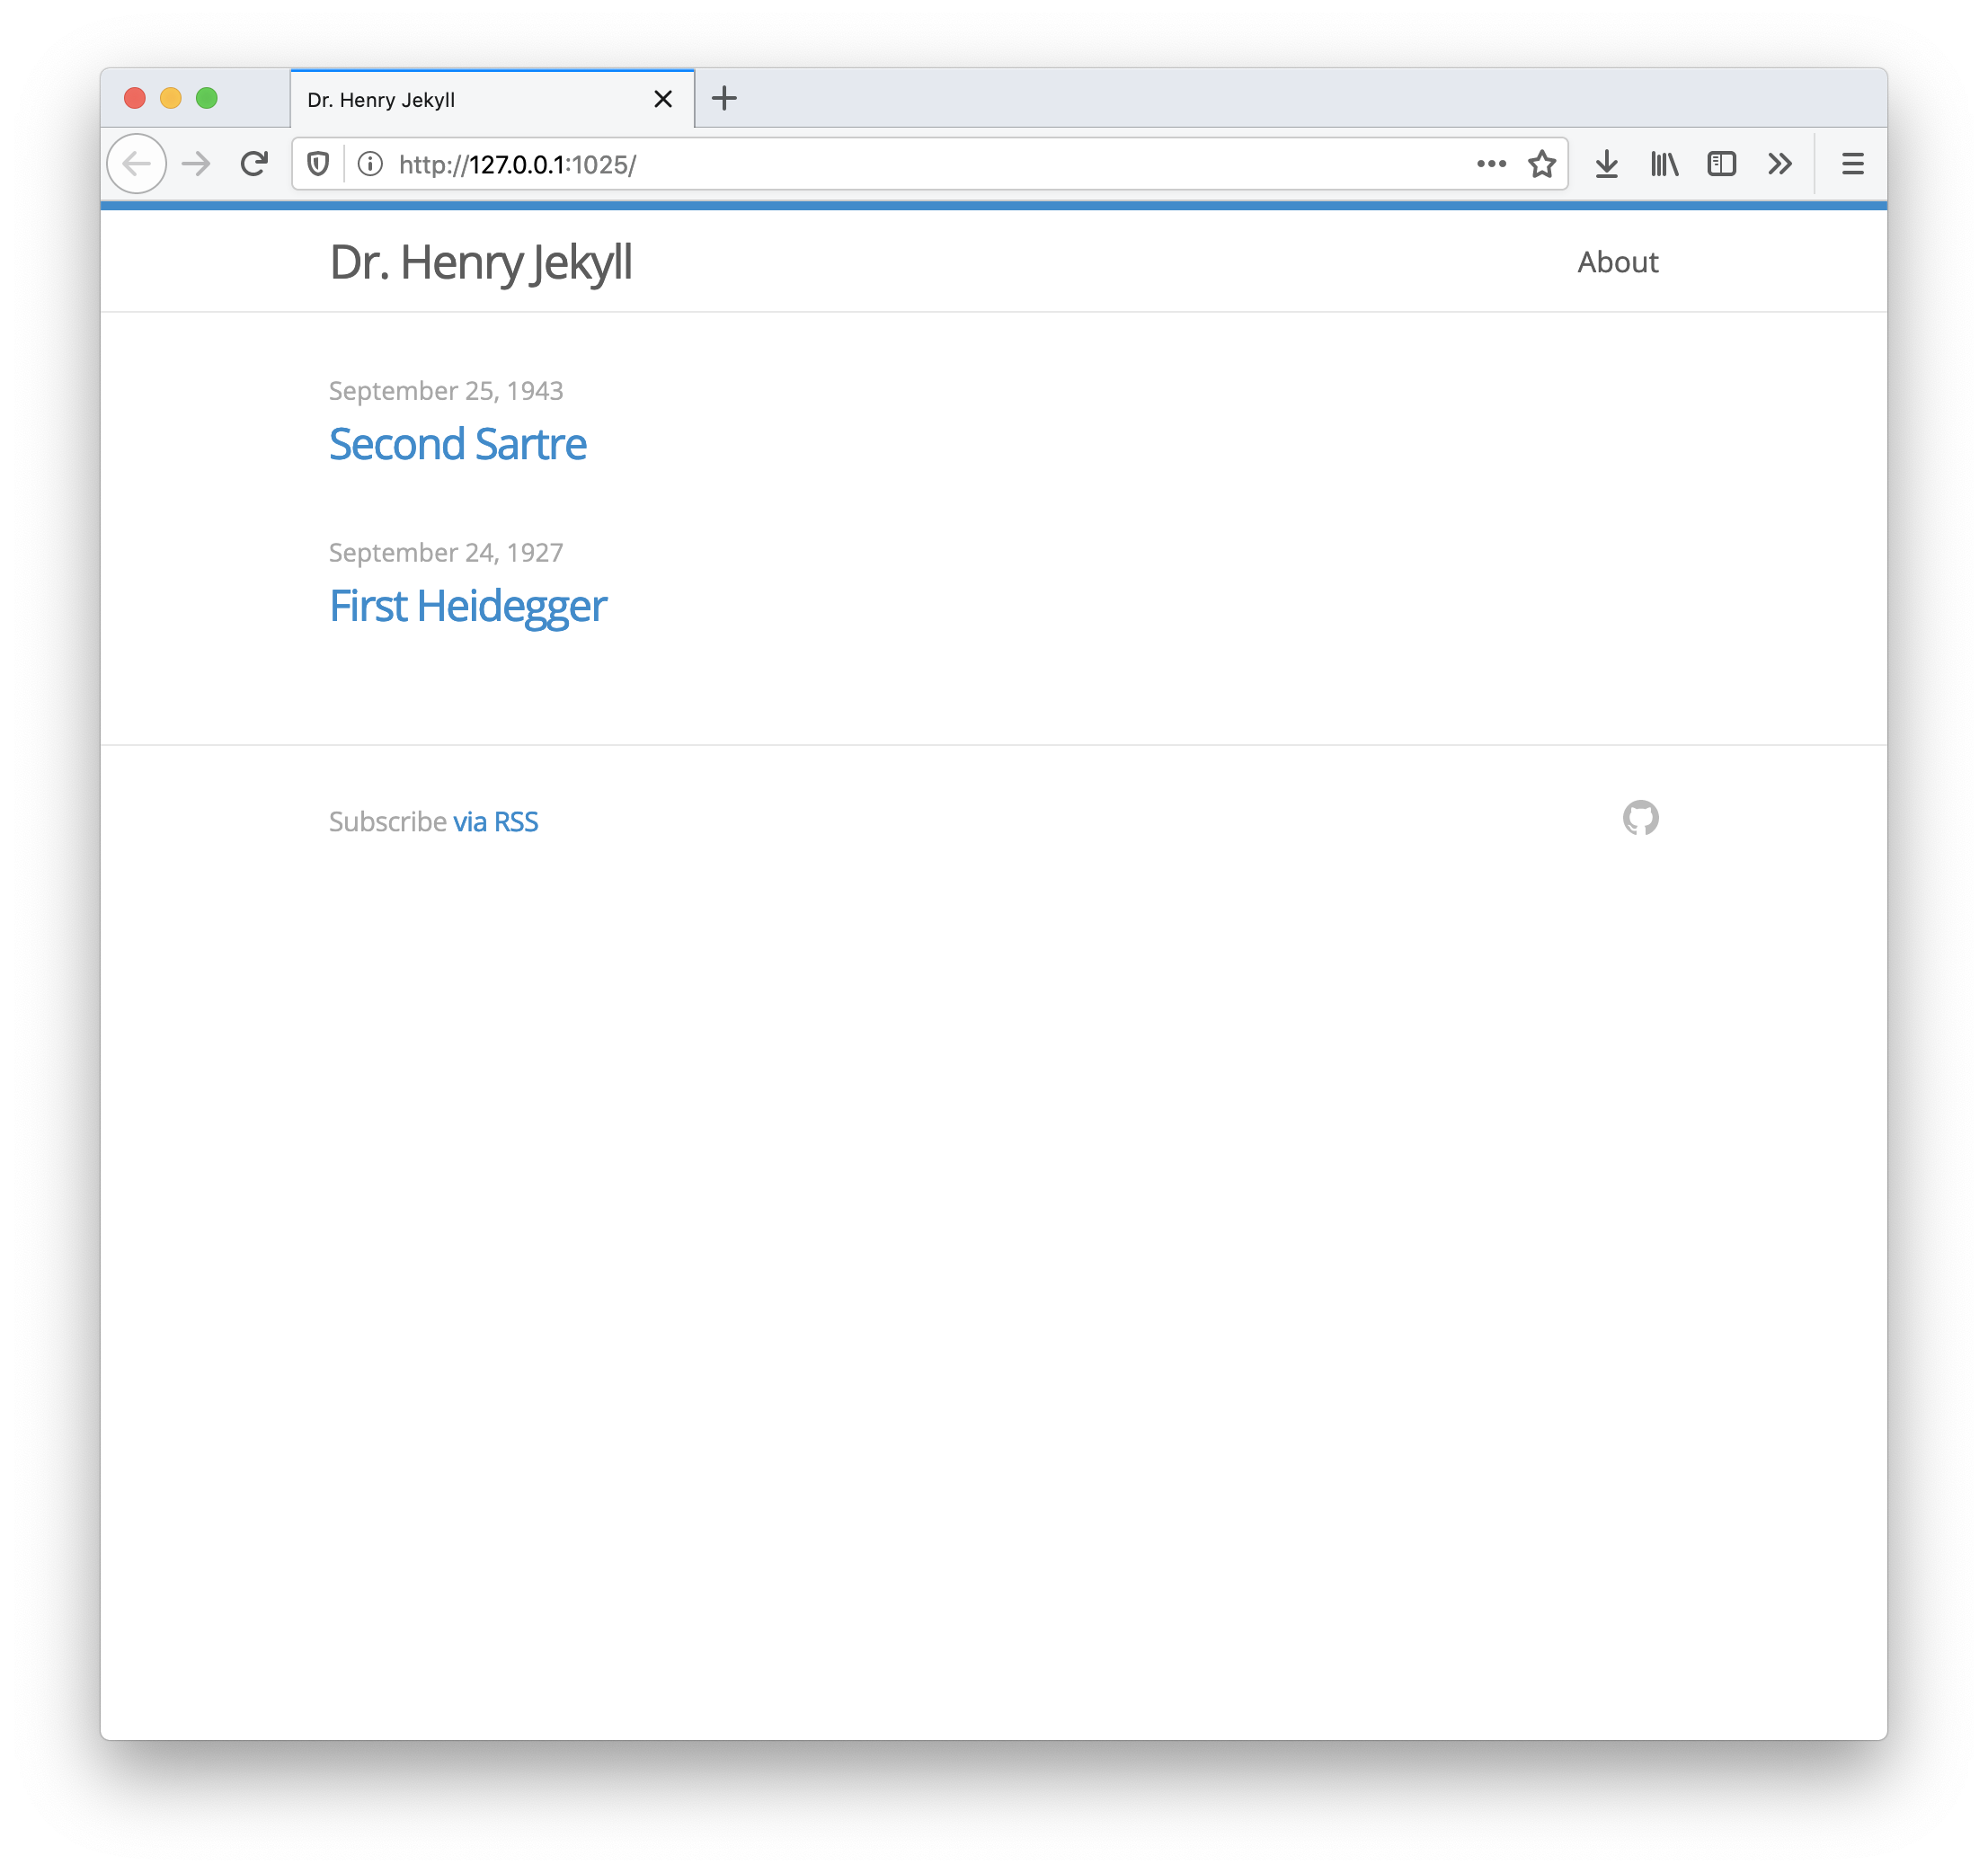 Dr. Henry Jekyll
http://127.0.0.1:1025/
Dr. Henry Jekyll
About
September 25, 1943
Second Sartre
September 24, 1927
First Heidegger
Subscribe via RSS